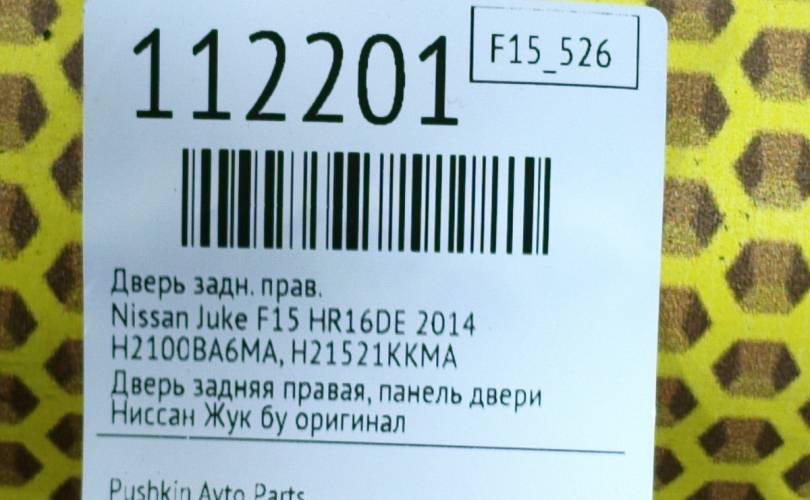 112201
F15_526
Дверь задн. прав.
Nissan Juke F15 HR16DE 2014
H2100BA6MA, H21521KKMA
Дверь задняя правая, панель двери
Ниссан Жук бу оригинал
Pushkin Avto Parts